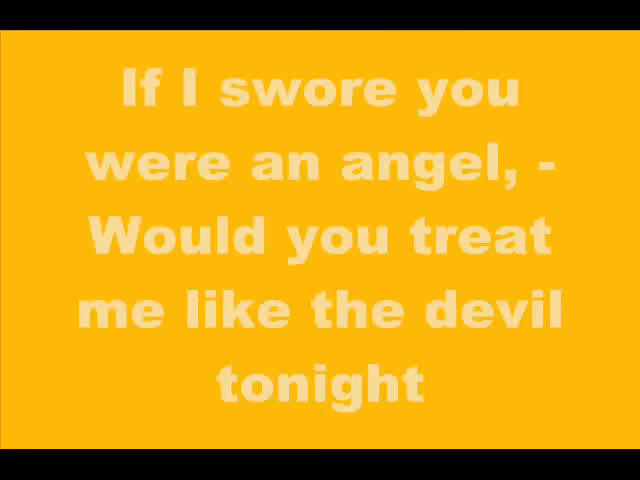 If I swore you
were an angel, -
Would you treat
me like the devil
tonight